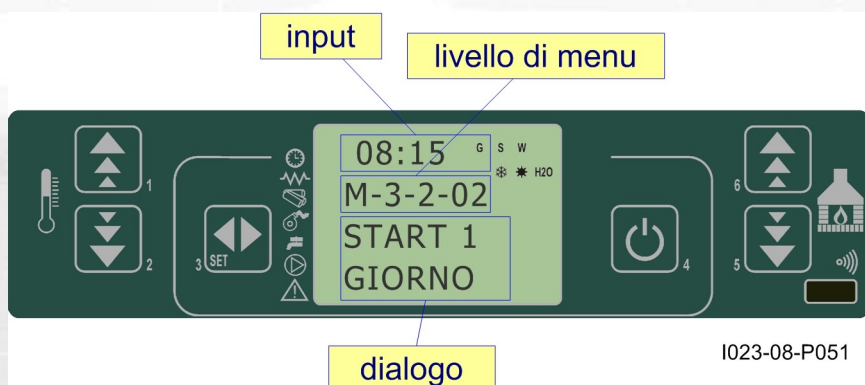 input
livello di menu
08:15 G S W
H2O
M-3-2-02
START 1
GIORNO
1
2
3 SET
4
5
6
I023-08-P051
dialogo